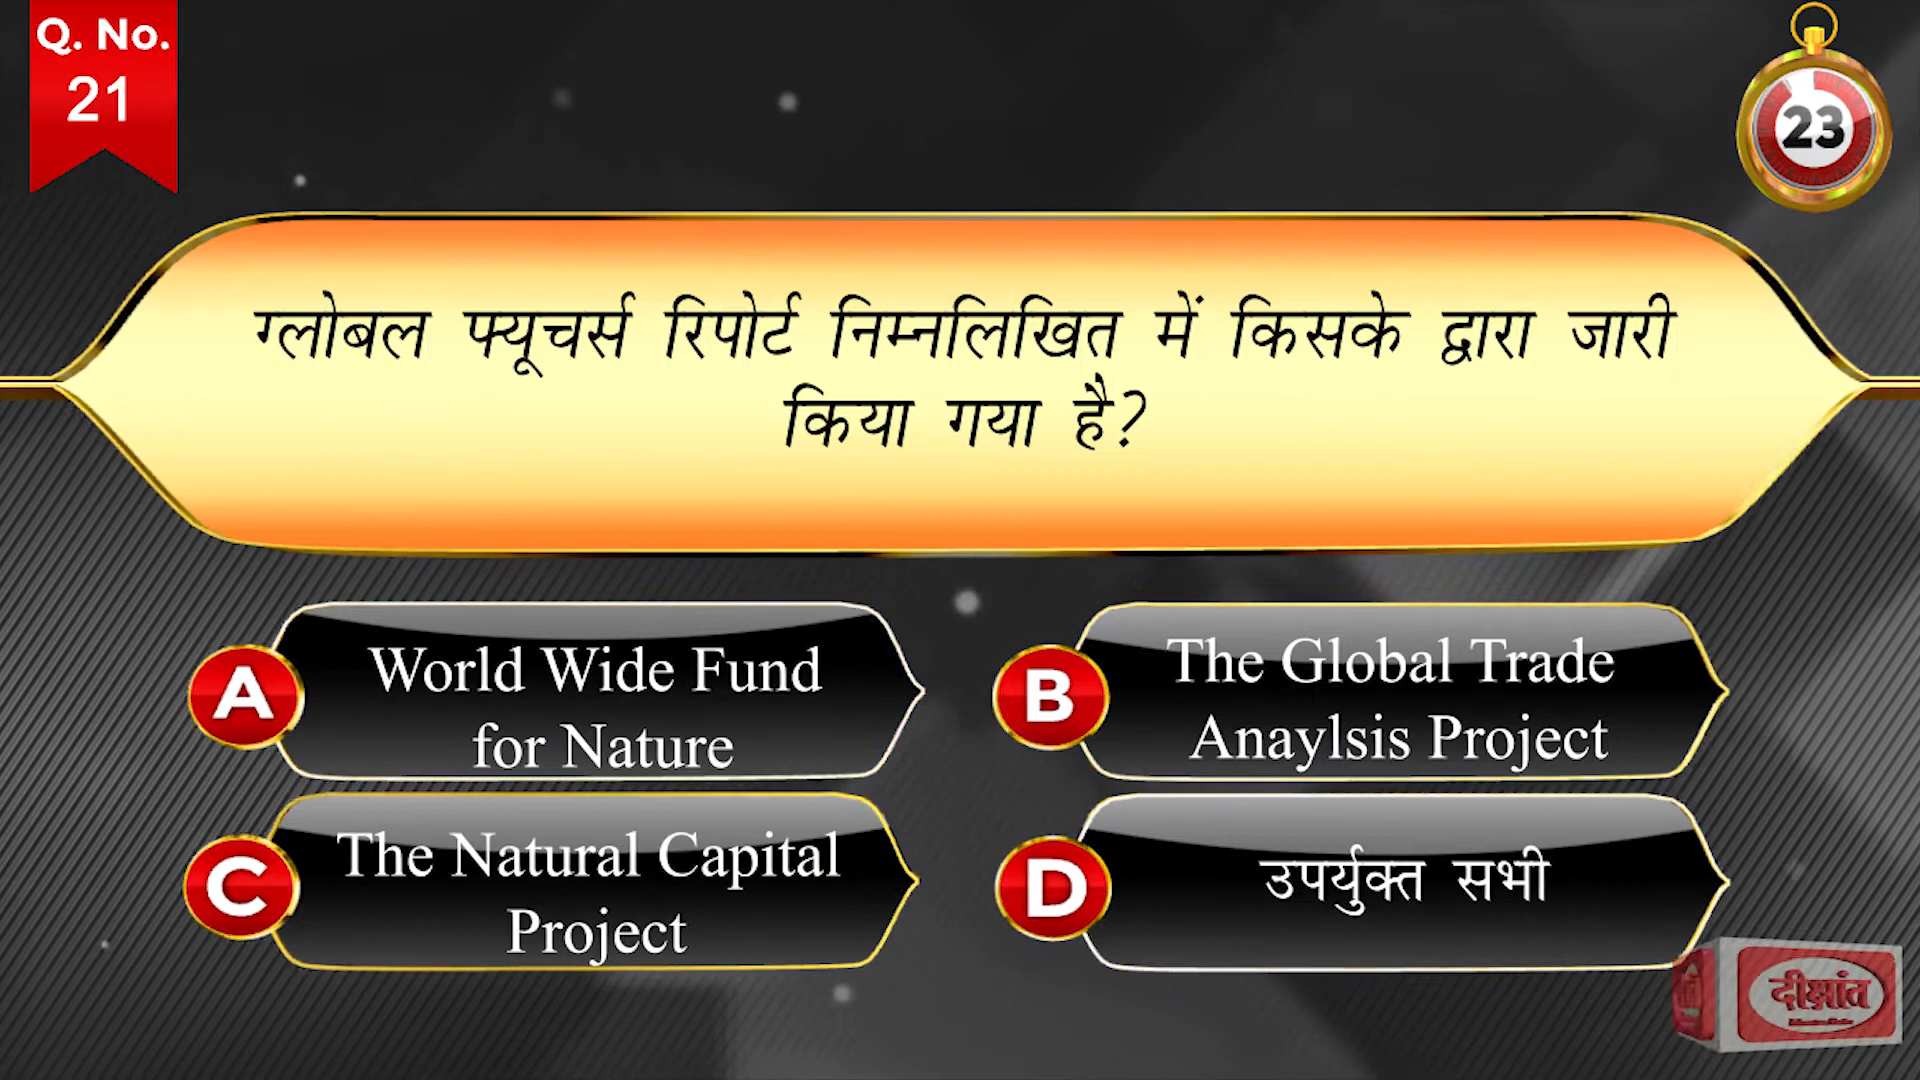 Q. No.
21
23
ग्लोबल फ्यूचर्स रिपोर्ट निम्नलिखित में किसके द्वारा जारी
किया गया है?
A
World Wide Fund
for Nature
B
The Global Trade
Anaylsis Project
C
The Natural Capital
Project
D
उपर्युक्त सभी
दीक्षांत